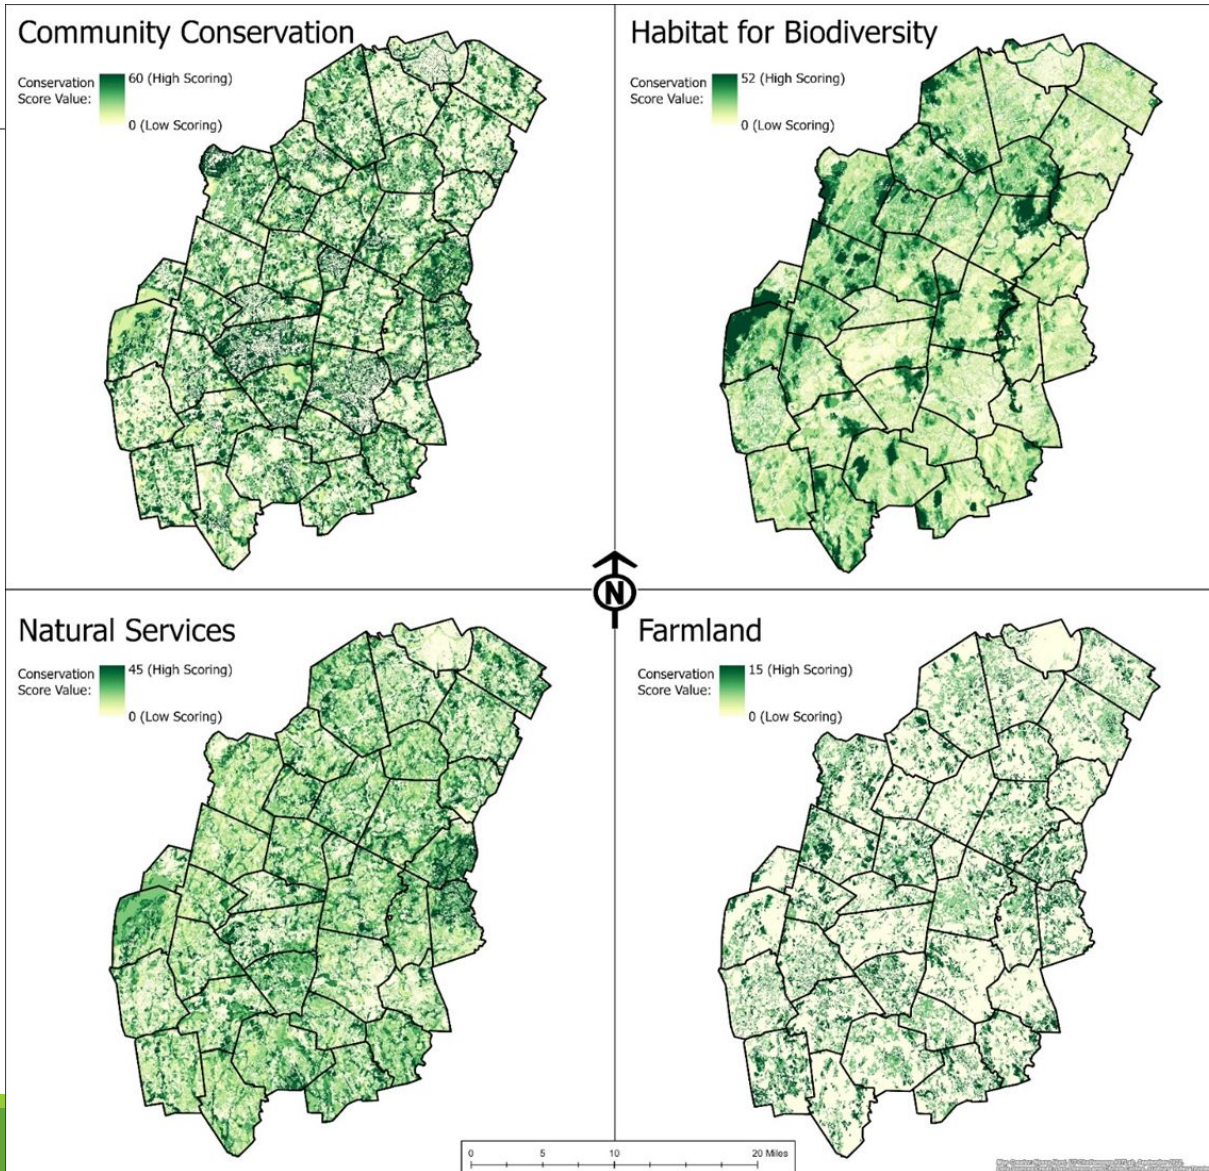 Community Conservation
Conservation
Score Value:
60 (High Scoring)
0 (Low Scoring)
Habitat for Biodiversity
Conservation
Score Value:
52 (High Scoring)
0 (Low Scoring)
N
Natural Services
Conservation
Score Value:
45 (High Scoring)
0 (Low Scoring)
Farmland
Conservation
Score Value:
15 (High Scoring)
0 (Low Scoring)
0 5 10 20 Miles